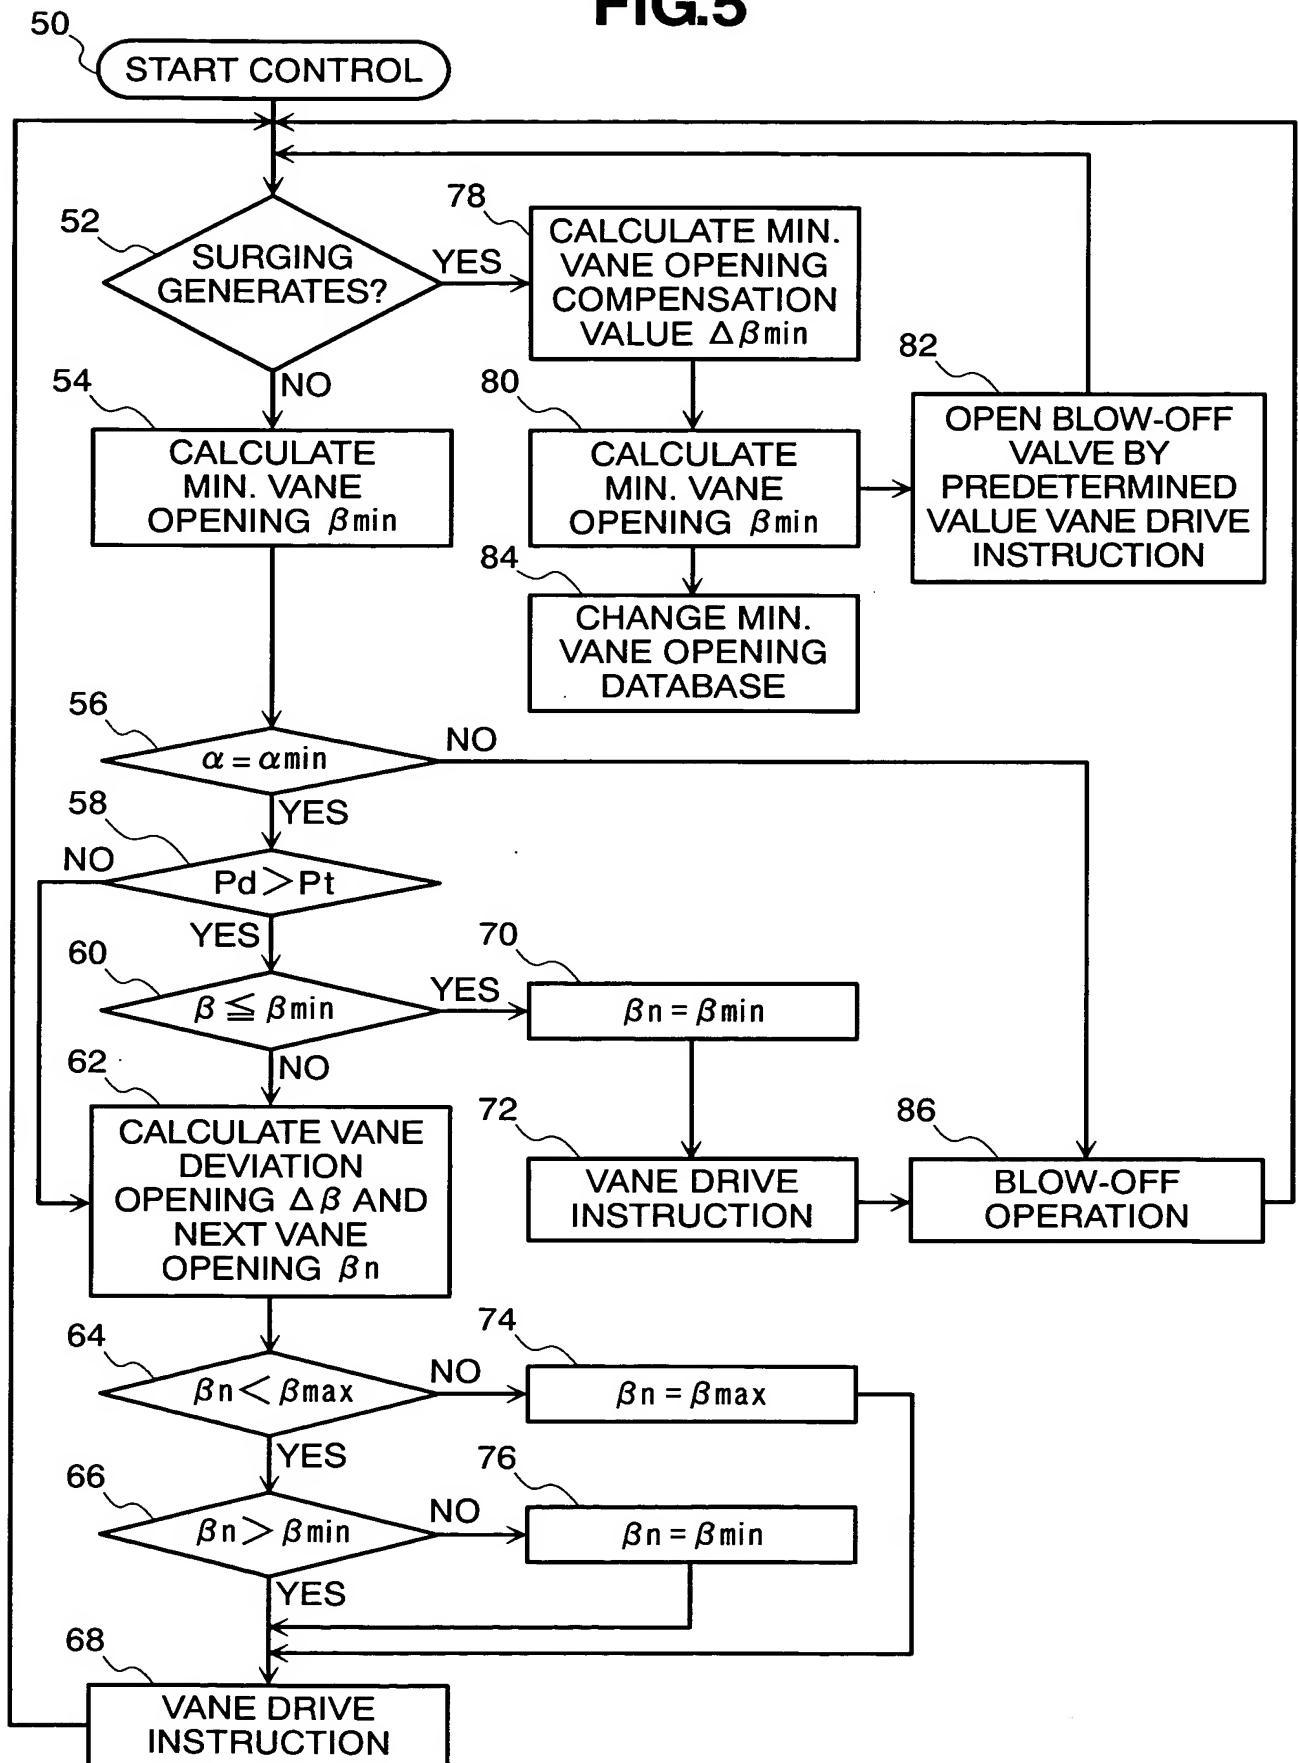 FIG.5
50
START CONTROL
52
SURGING
GENERATES?
YES
NO
78
CALCULATE MIN.
VANE OPENING
COMPENSATION
VALUE Δβmin
54
CALCULATE
MIN. VANE
OPENING βmin
80
CALCULATE
MIN. VANE
OPENING βmin
82
OPEN BLOW-OFF
VALVE BY
PREDETERMINED
VALUE VANE DRIVE
INSTRUCTION
84
CHANGE MIN.
VANE OPENING
DATABASE
56
α = αmin
NO
YES
58
NO
Pd > Pt
YES
60
β ≦ βmin
YES
NO
70
βn = βmin
62
CALCULATE VANE
DEVIATION
OPENING Δβ AND
NEXT VANE
OPENING βn
72
VANE DRIVE
INSTRUCTION
86
BLOW-OFF
OPERATION
64
βn < βmax
NO
YES
74
βn = βmax
66
βn > βmin
NO
YES
76
βn = βmin
68
VANE DRIVE
INSTRUCTION